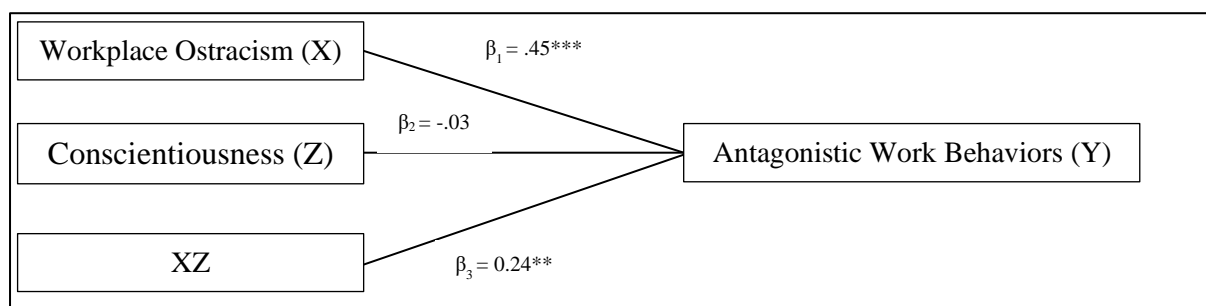 Workplace Ostracism (X)
β₁ = .45***
β₂ = -.03
Conscientiousness (Z)
Antagonistic Work Behaviors (Y)
XZ
β₃ = 0.24**